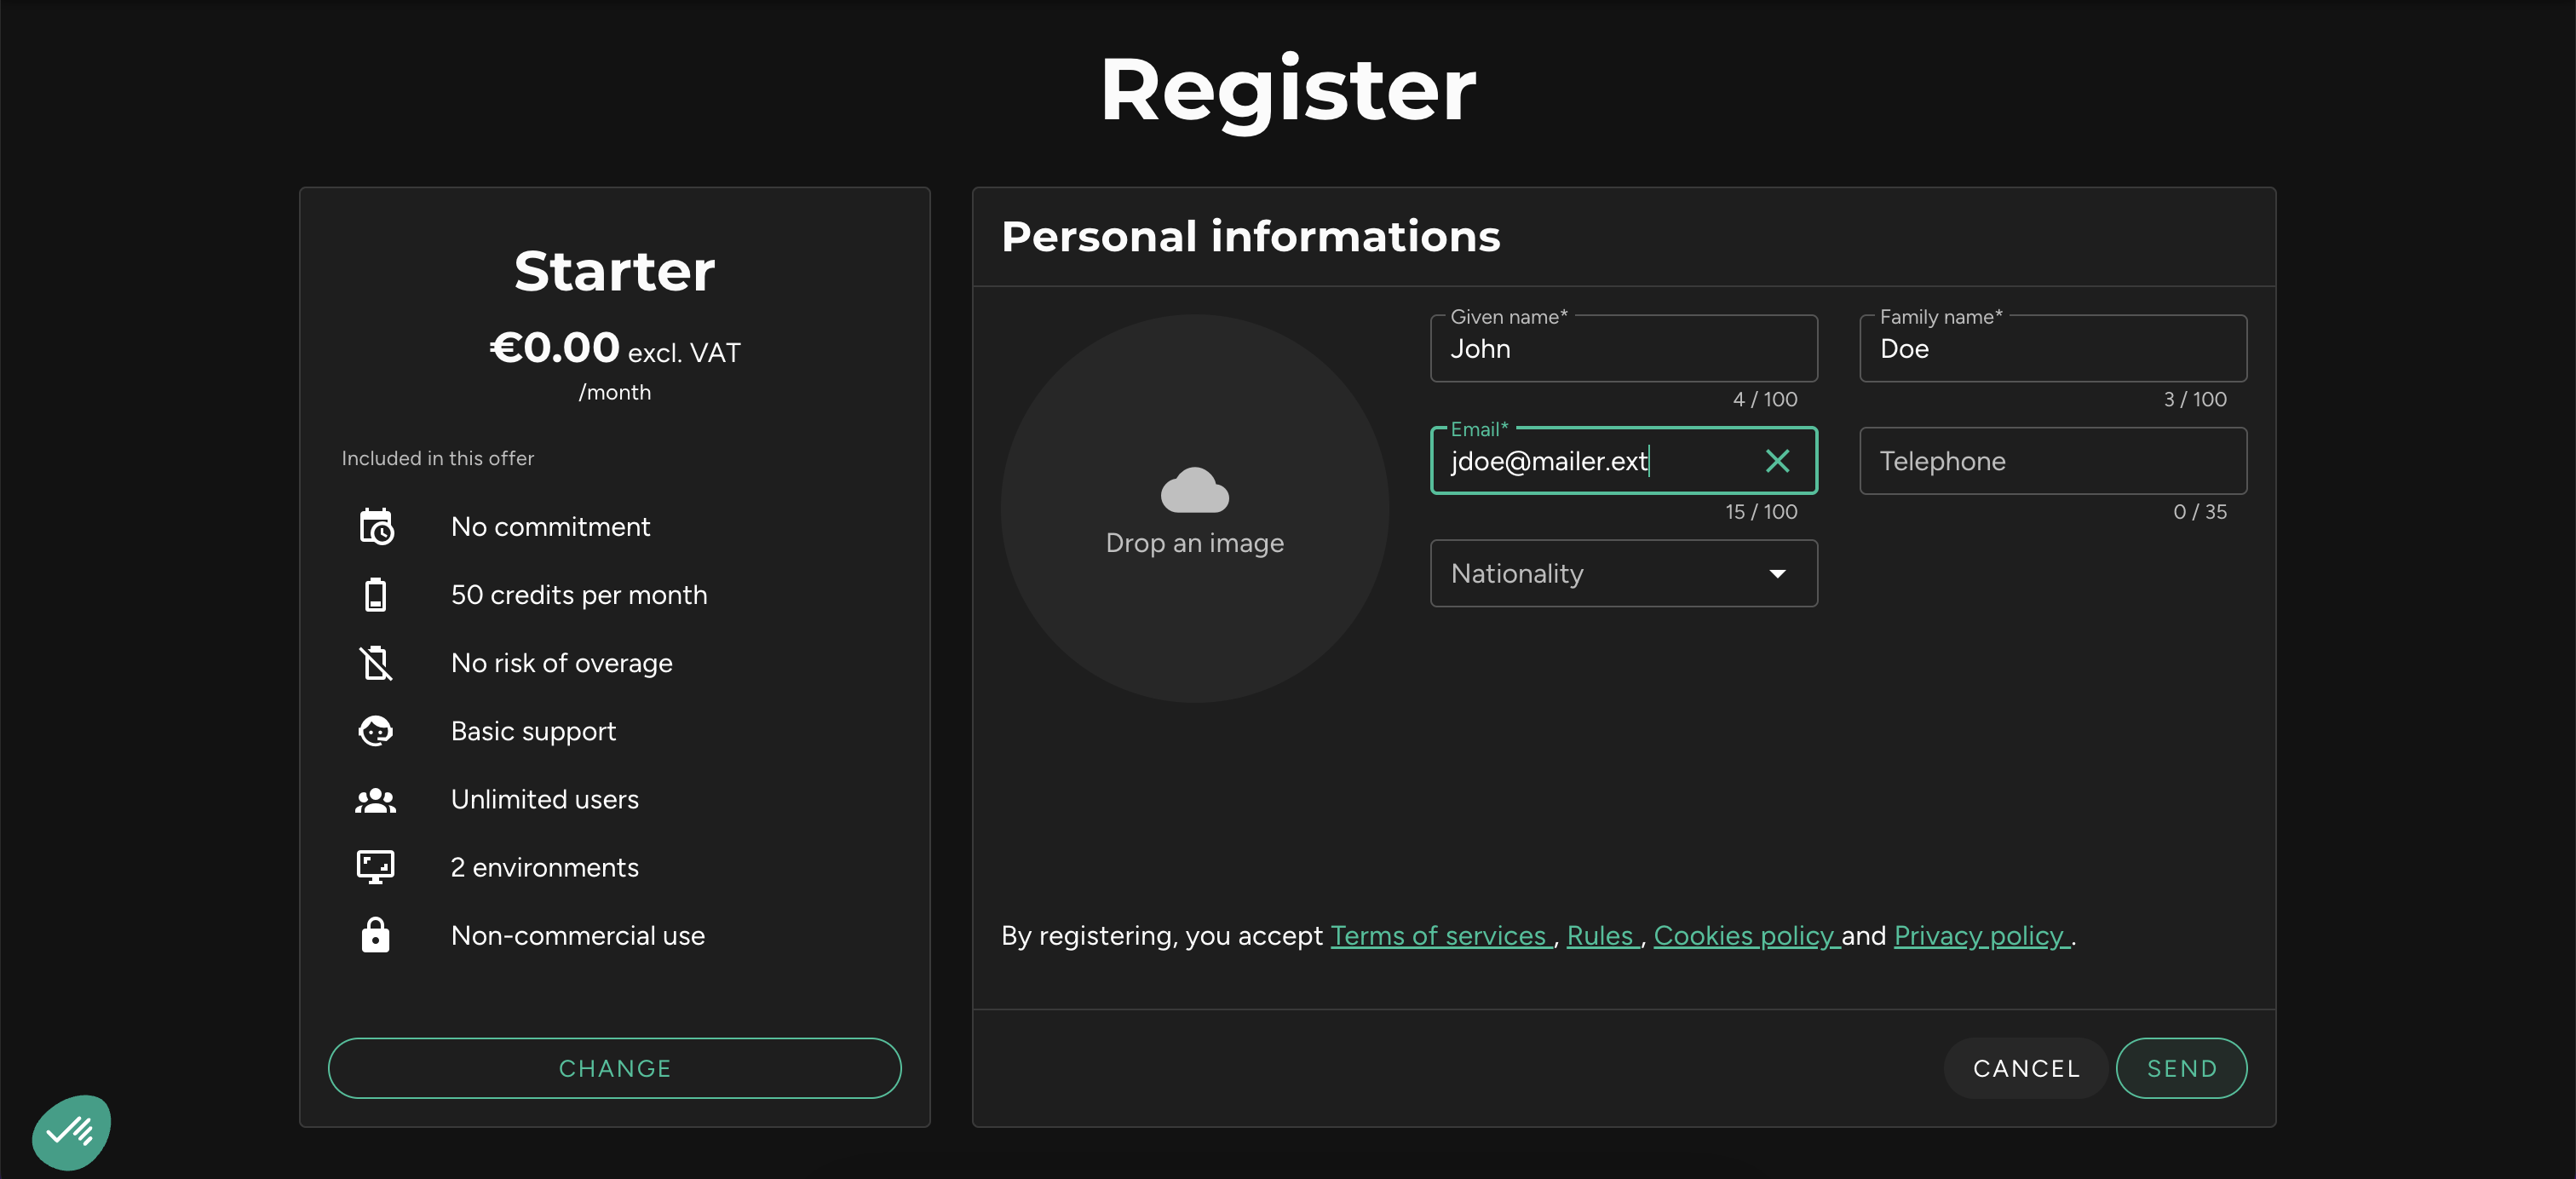 Register
Starter
€0.00 excl. VAT
/month
Included in this offer
No commitment
50 credits per month
No risk of overage
Basic support
Unlimited users
2 environments
Non-commercial use
CHANGE
Personal informations
Drop an image
Given name*
John
4 / 100
Family name*
Doe
3 / 100
Email*
jdoe@mailer.ext
15 / 100
Telephone
0 / 35
Nationality
By registering, you accept Terms of services , Rules , Cookies policy and Privacy policy .
CANCEL
SEND